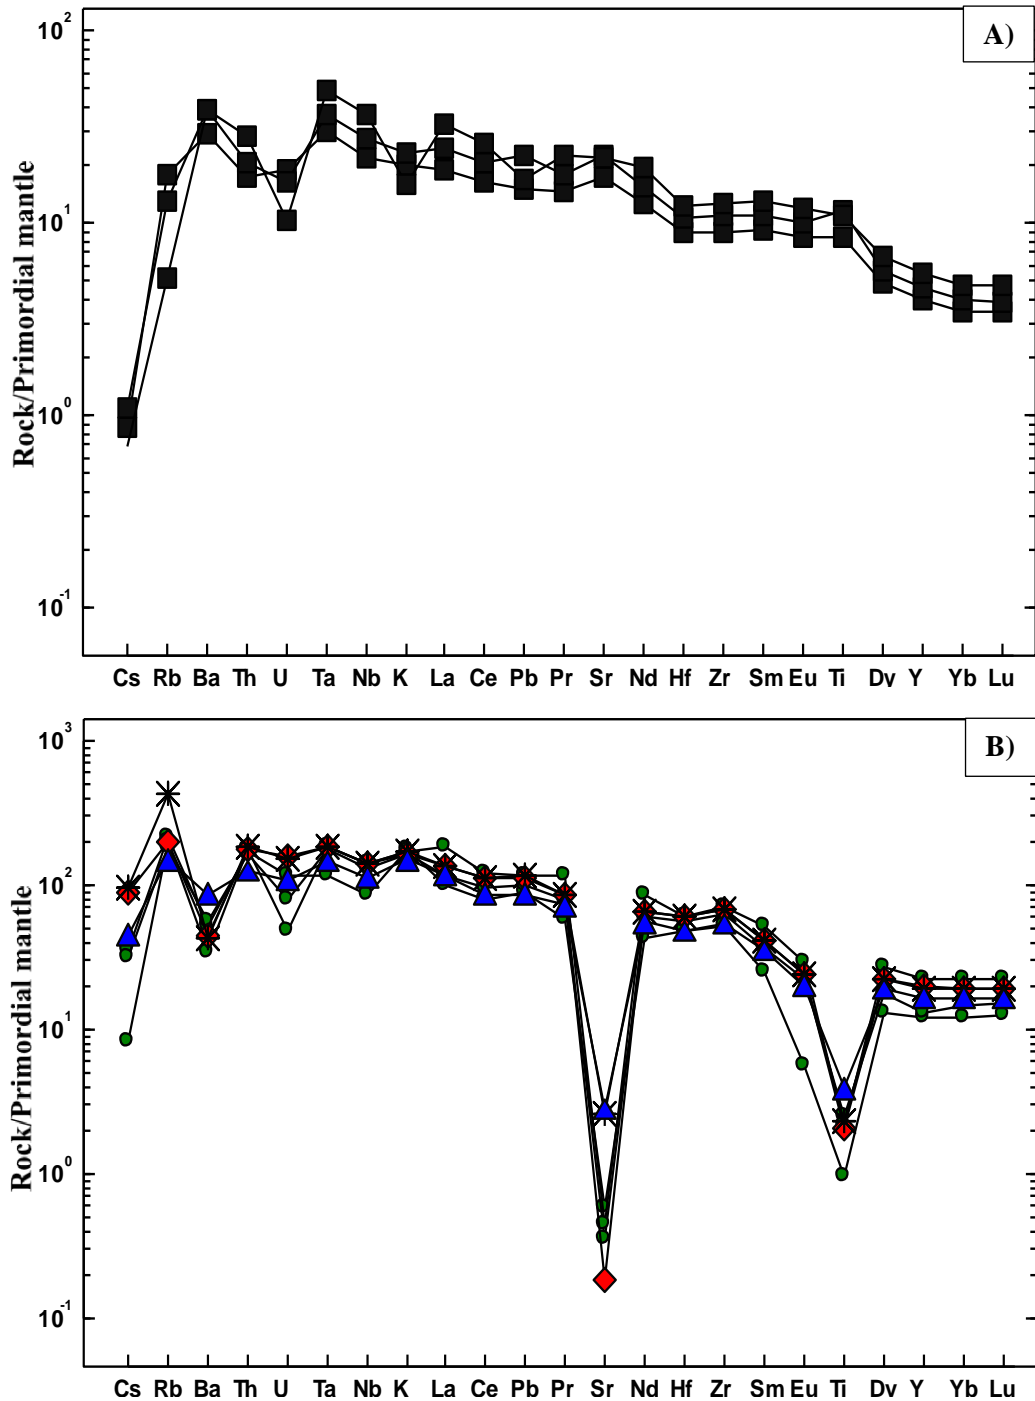 A)
10²
10¹
10⁰
10⁻¹
Rock/Primordial mantle
Cs Rb Ba Th U Ta Nb K La Ce Pb Pr Sr Nd Hf Zr Sm Eu Ti Dy Y Yb Lu
B)
10³
10²
10¹
10⁰
10⁻¹
Rock/Primordial mantle
Cs Rb Ba Th U Ta Nb K La Ce Pb Pr Sr Nd Hf Zr Sm Eu Ti Dy Y Yb Lu